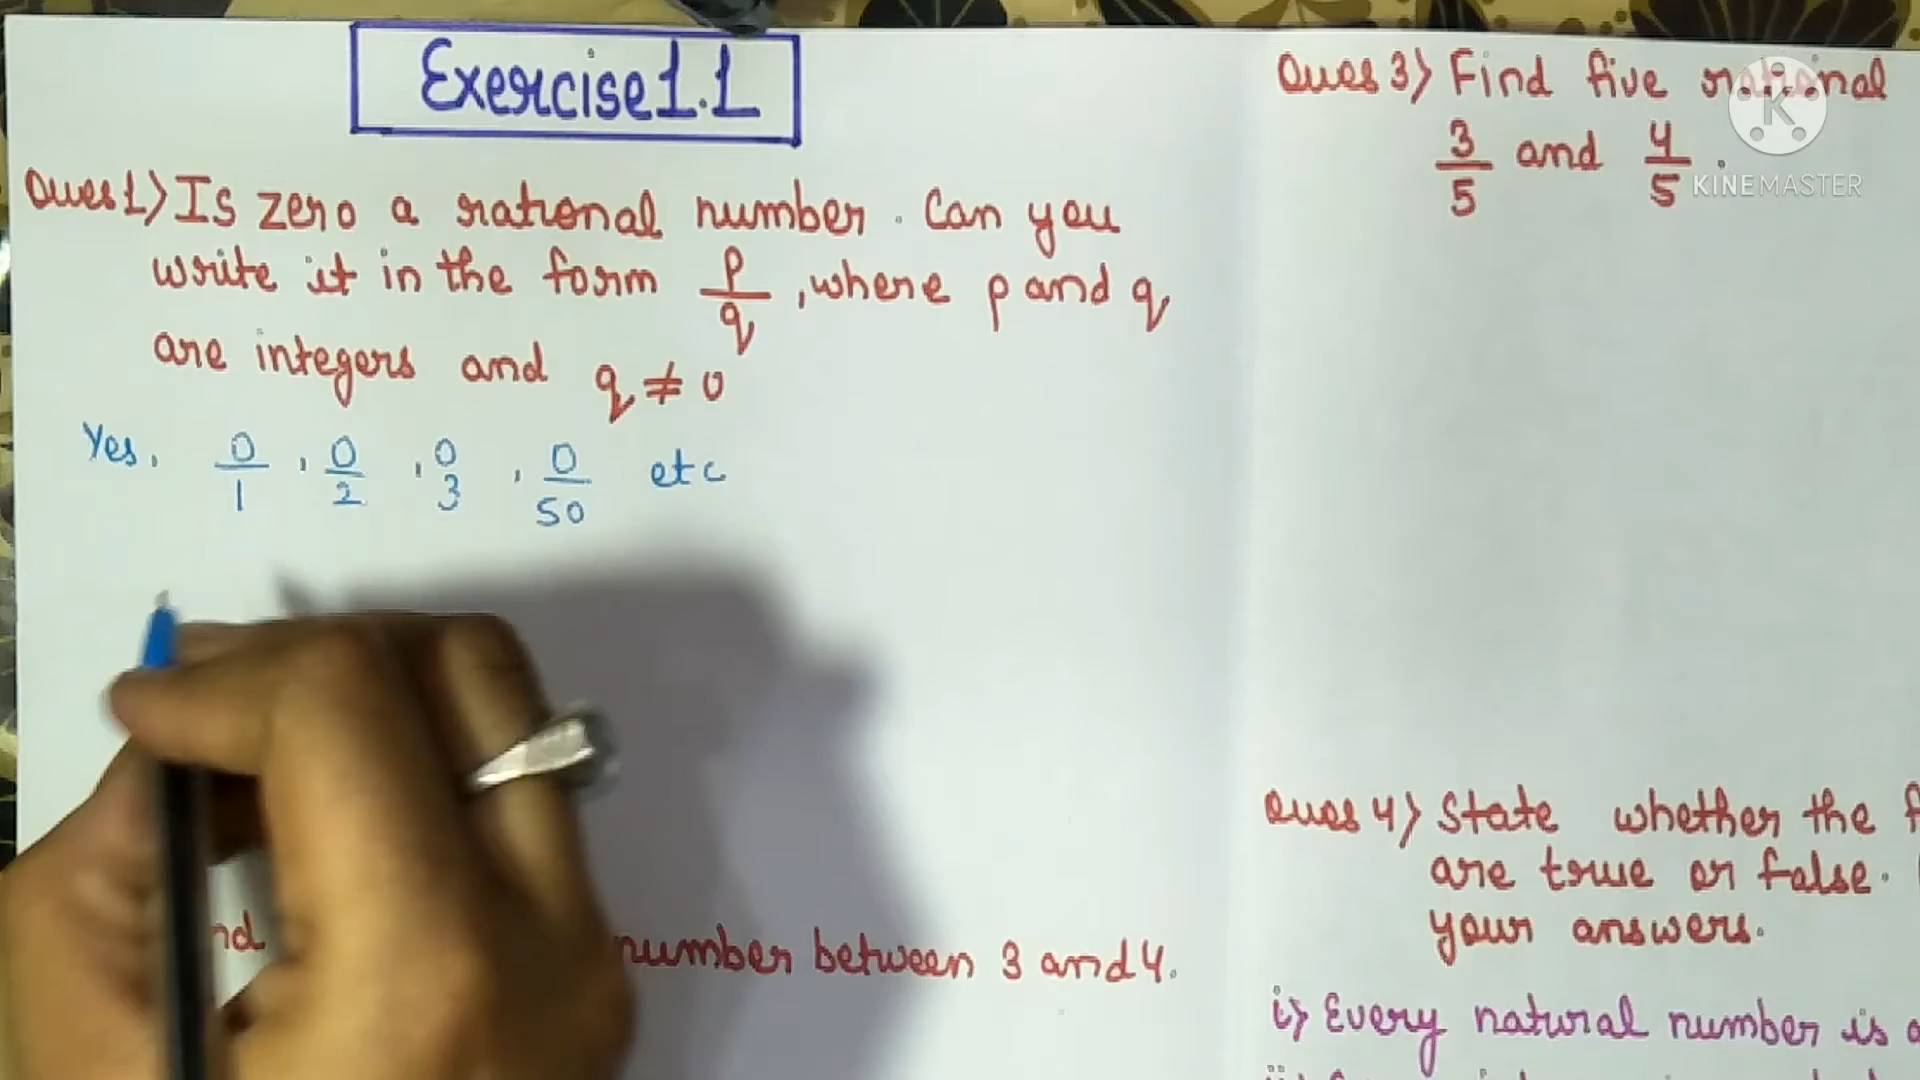 Exercise 1.1
Ques 1) Is zero a rational number. Can you
write it in the form p/q, where p and q
are integers and q ≠ 0
Yes, 0/1, 0/2, 0 3, 0/50 etc
number between 3 and 4.
Ques 3) Find five rational
3/5 and 4/5
KINEMASTER
Ques 4) State whether the
are true or false.
your answers.
i) Every natural number is a